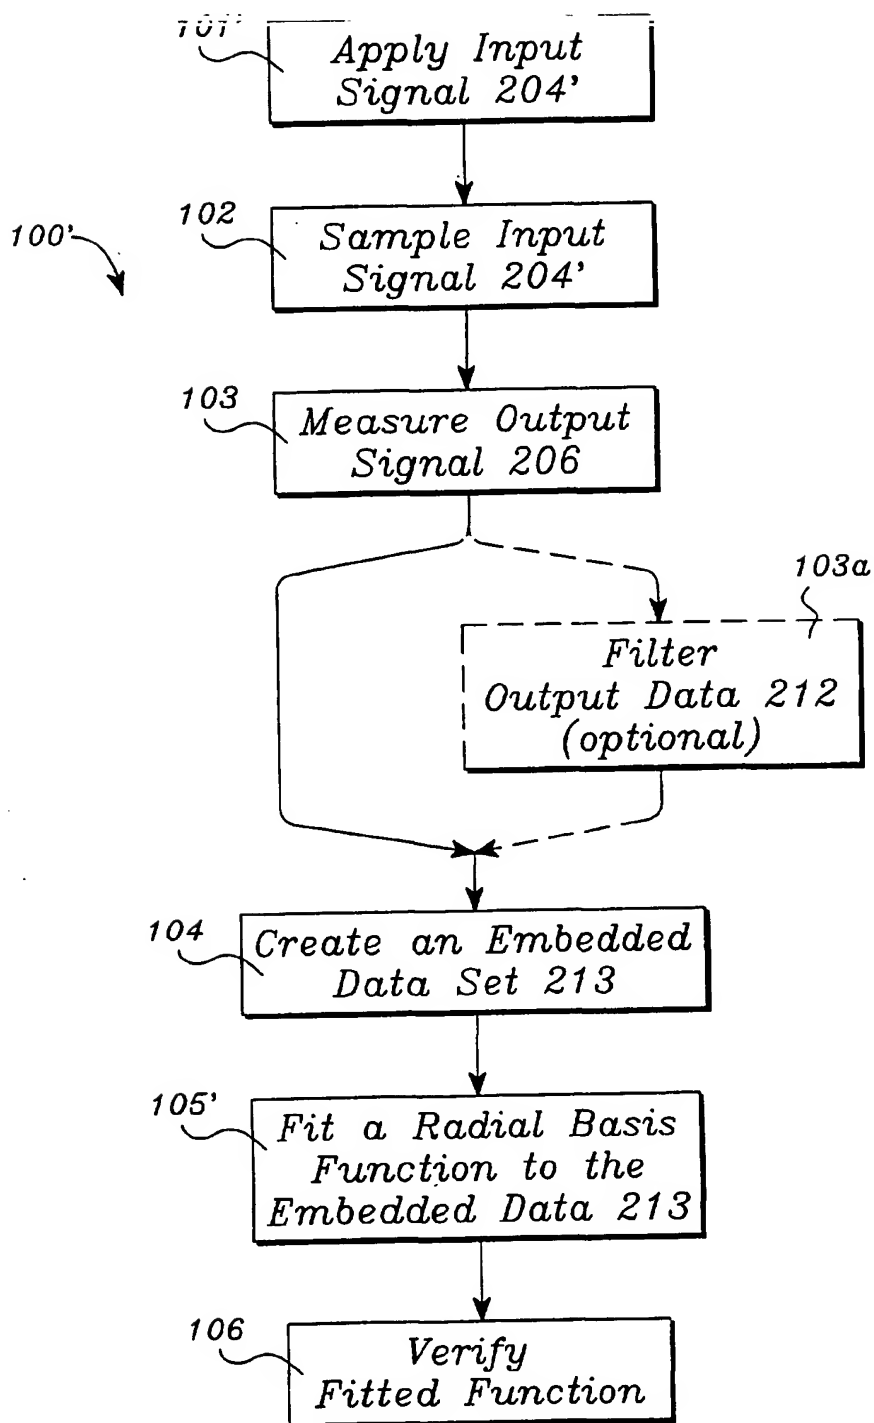 101'
Apply Input
Signal 204'
100'
102
Sample Input
Signal 204'
103
Measure Output
Signal 206
103a
Filter
Output Data 212
(optional)
104
Create an Embedded
Data Set 213
105'
Fit a Radial Basis
Function to the
Embedded Data 213
106
Verify
Fitted Function